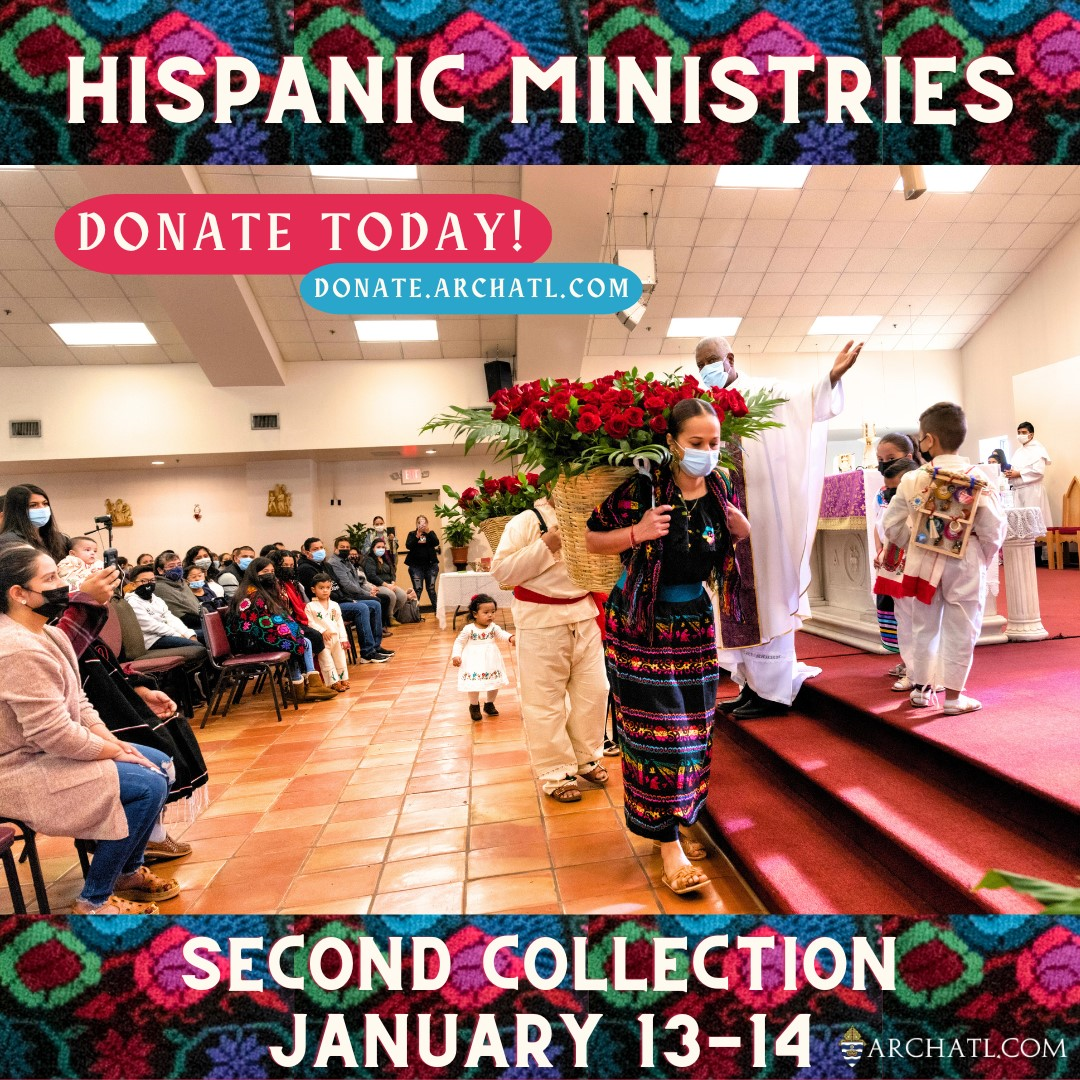 HISPANIC MINISTRIES
DONATE TODAY!
DONATE.ARCHATL.COM
SECOND COLLECTION
JANUARY 13-14
ARCHATL.COM